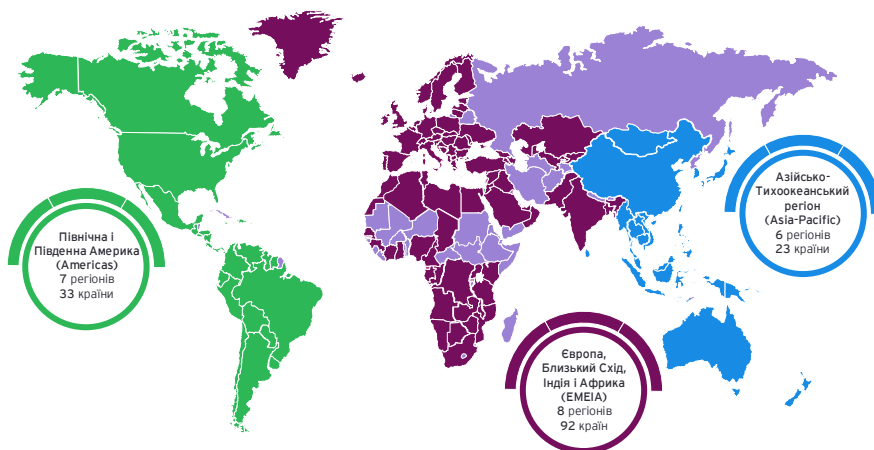 Північна і
Південна Америка
(Americas)
7 регіонів
33 країни
Європа,
Близький Схід,
Індія і Африка
(EMEIA)
8 регіонів
92 країн
Азійсько-
Тихоокеанський
регіон
(Asia-Pacific)
6 регіонів
23 країни